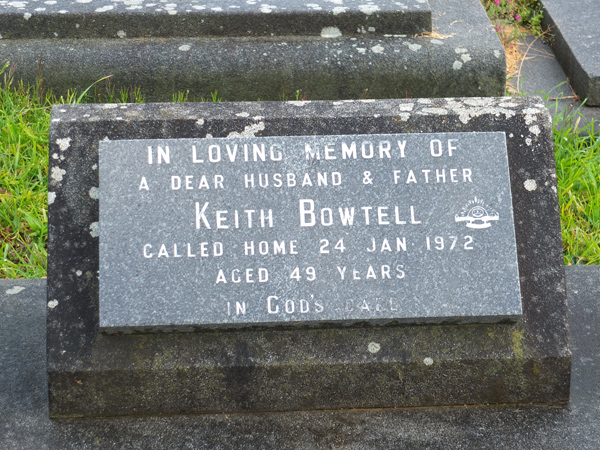 IN LOVING MEMORY OF
A DEAR HUSBAND & FATHER
KEITH BOWTELL
CALLED HOME 24 JAN 1972
AGED 49 YEARS
IN GOD'S